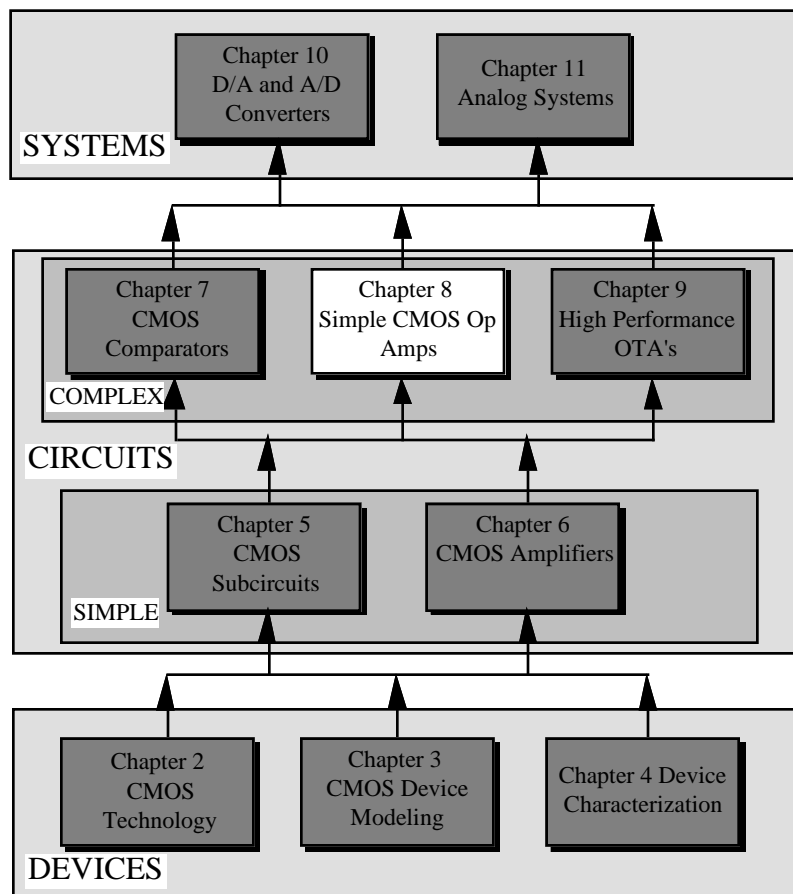 Chapter 10
D/A and A/D
Converters
Chapter 11
Analog Systems
SYSTEMS
Chapter 7
CMOS
Comparators
Chapter 8
Simple CMOS Op
Amps
Chapter 9
High Performance
OTA's
COMPLEX
CIRCUITS
Chapter 5
CMOS
Subcircuits
Chapter 6
CMOS Amplifiers
SIMPLE
Chapter 2
CMOS
Technology
Chapter 3
CMOS Device
Modeling
Chapter 4 Device
Characterization
DEVICES